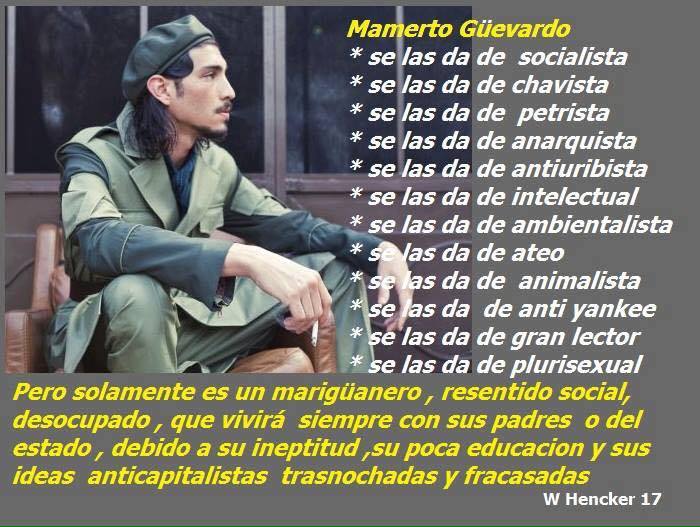 Mamerto Güevardo
* se las da de socialista
* se las da de chavista
* se las da de petrista
* se las da de anarquista
* se las da de antiuribista
* se las da de intelectual
* se las da de ambientalista
* se las da de ateo
* se las da de animalista
* se las da de anti yankee
* se las da de gran lector
* se las da de plurisexual
Pero solamente es un marigüanero , resentido social,
desocupado , que vivirá siempre con sus padres o del
estado , debido a su ineptitud ,su poca educacion y sus
ideas anticapitalistas trasnochadas y fracasadas
W Hencker 17